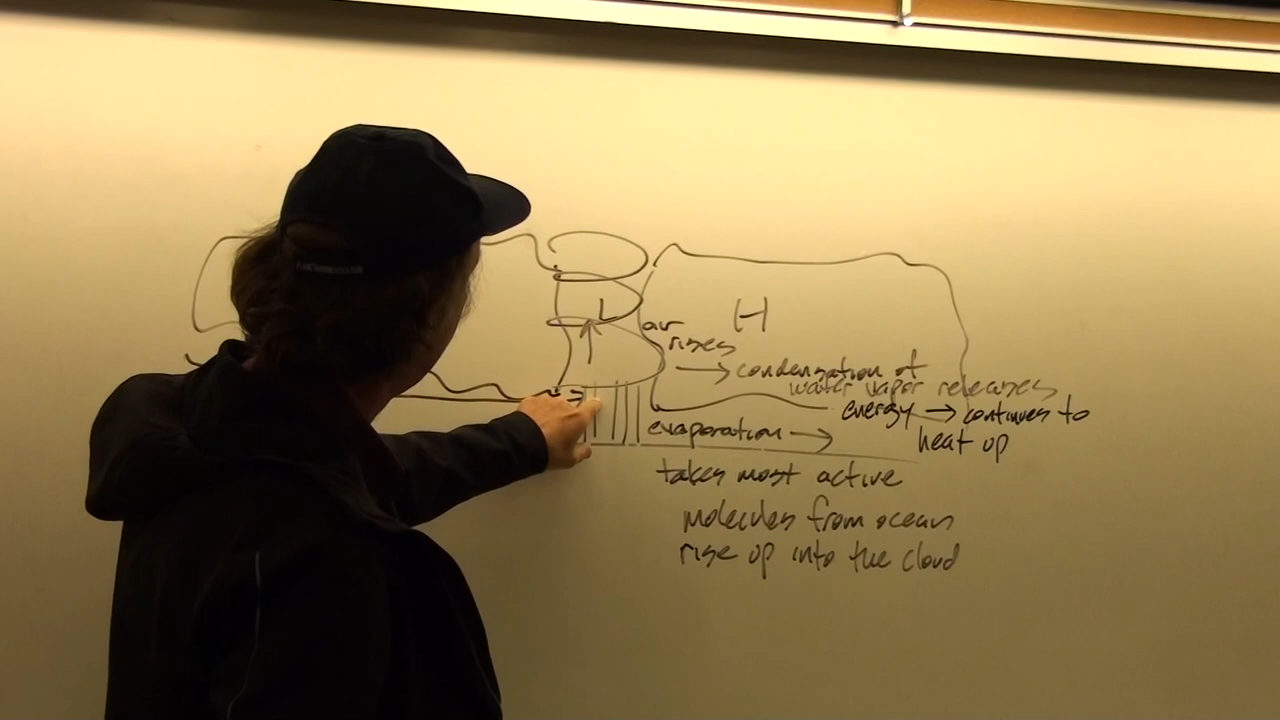 L
H
air
rises
→ condensation of
water vapor releases
energy → continues to
heat up
evaporation →
takes most active
molecules from ocean
rise up into the cloud